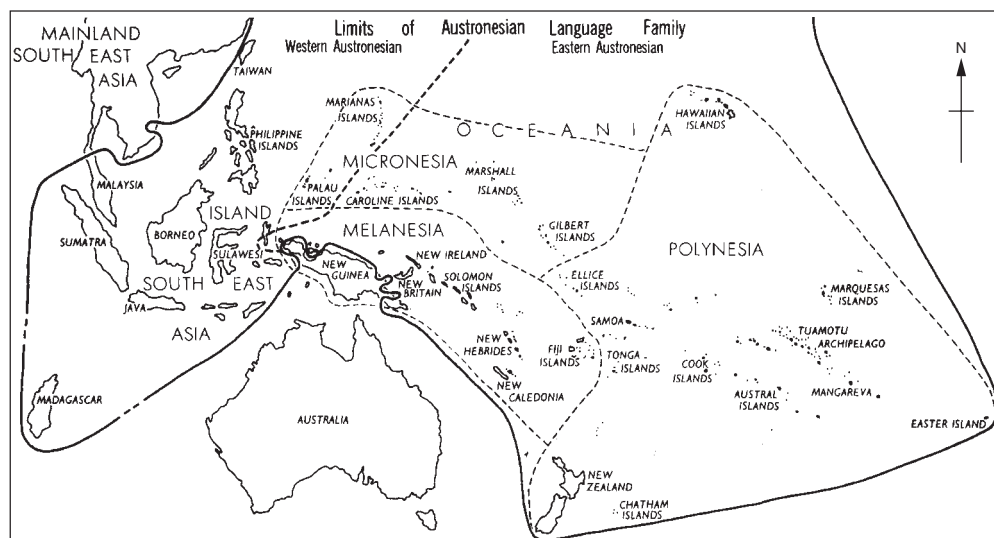 Limits of Austronesian Language Family
Western Austronesian
Eastern Austronesian
MAINLAND
SOUTH EAST
ASIA
TAIWAN
N
MARIANAS
ISLANDS
OCEANIA
HAWAIIAN
ISLANDS
PHILIPPINE
ISLANDS
MICRONESIA
MARSHALL
ISLANDS
PALAU
ISLANDS
CAROLINE ISLANDS
MALAYSIA
ISLAND
MELANESIA
GILBERT
ISLANDS
POLYNESIA
SUMATRA
BORNEO
SULAWESI
NEW
GUINEA
NEW IRELAND
NEW
BRITAIN
SOLOMON
ISLANDS
ELLICE
ISLANDS
SOUTH EAST
ASIA
JAVA
MARQUESAS
ISLANDS
SAMOA
NEW
HEBRIDES
FIJI
ISLANDS
TONGA
ISLANDS
COOK
ISLANDS
TUAMOTU
ARCHIPELAGO
NEW
CALEDONIA
AUSTRAL
ISLANDS
MANGAREVA
MADAGASCAR
AUSTRALIA
EASTER ISLAND
NEW
ZEALAND
CHATHAM
ISLANDS